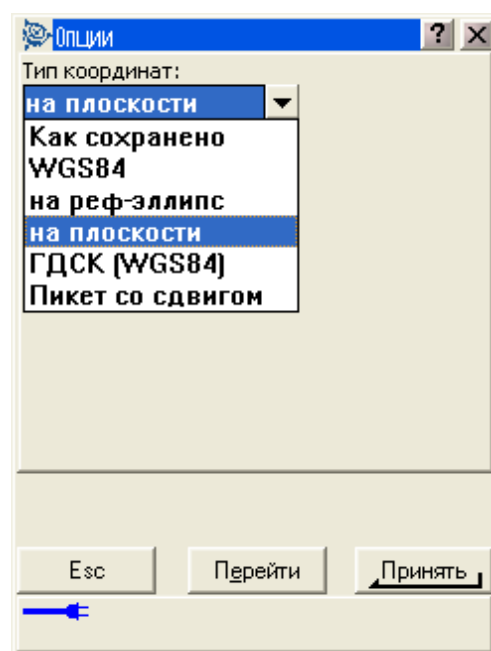 Опции ? X
Тип координат:
на плоскости
Как сохранено
WGS84
на реф-эллипс
на плоскости
ГДСК (WGS84)
Пикет со сдвигом
Esc Перейти Принять